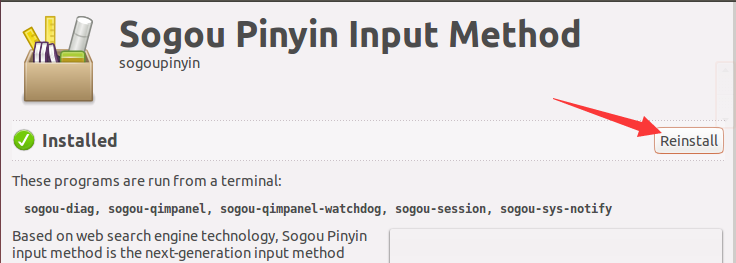 Sogou Pinyin Input Method
sogoupinyin
Installed
Reinstall
These programs are run from a terminal:
sogou-diag, sogou-qimpanel, sogou-qimpanel-watchdog, sogou-session, sogou-sys-notify
Based on web search engine technology, Sogou Pinyin
input method is the next-generation input method